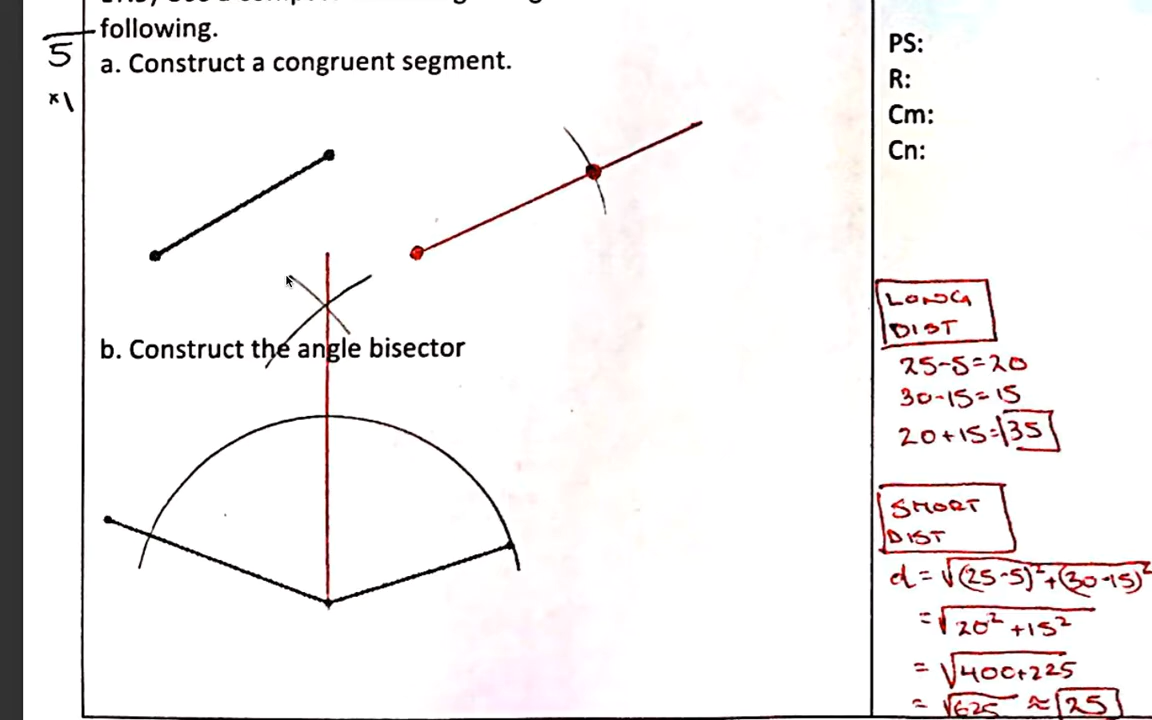 following.
5
a. Construct a congruent segment.
x1
b. Construct the angle bisector
PS:
R:
Cm:
Cn:
LONG
DIST
25-5=20
30-15=15
20+15=35
SHORT
DIST
d = √(25-5)²+(30-15)²
= √20² +15²
= √400+225
= √625 ≈ 25